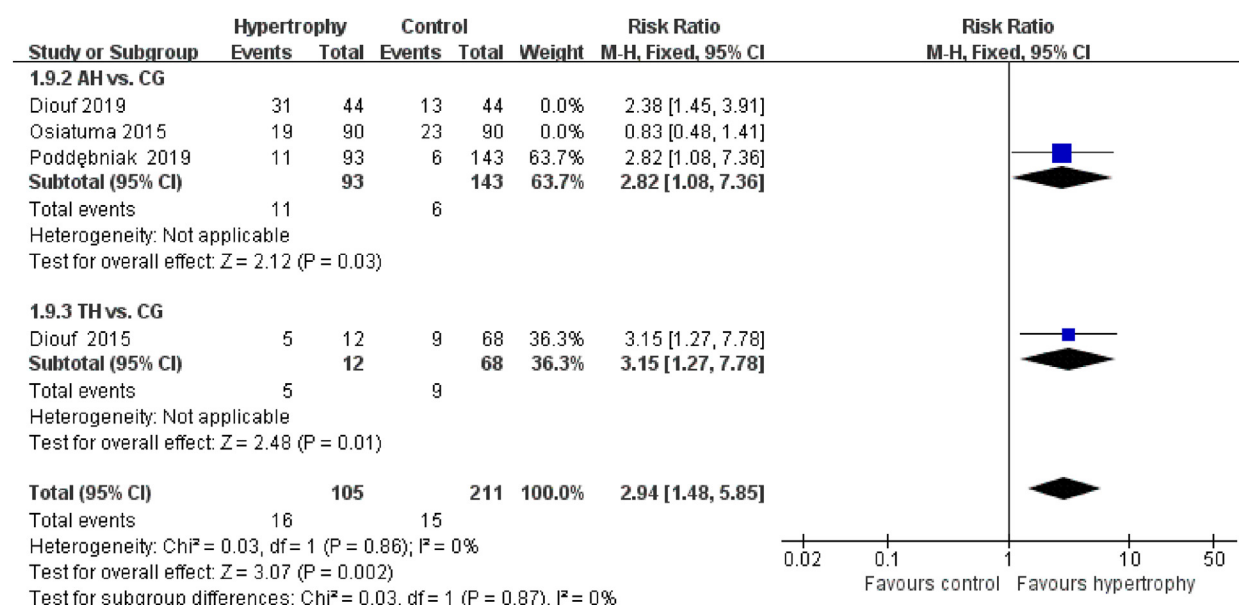 Hypertrophy Control Risk Ratio Risk Ratio
Study or Subgroup Events Total Events Total Weight M-H, Fixed, 95% CI M-H, Fixed, 95% CI
1.9.2 AH vs. CG
Diouf 2019 31 44 13 44 0.0% 2.38 [1.45, 3.91]
Osiatuma 2015 19 90 23 90 0.0% 0.83 [0.48, 1.41]
Poddębniak 2019 11 93 6 143 63.7% 2.82 [1.08, 7.36]
Subtotal (95% CI) 93 143 63.7% 2.82 [1.08, 7.36]
Total events 11 6
Heterogeneity: Not applicable
Test for overall effect: Z = 2.12 (P = 0.03)
1.9.3 TH vs. CG
Diouf 2015 5 12 9 68 36.3% 3.15 [1.27, 7.78]
Subtotal (95% CI) 12 68 36.3% 3.15 [1.27, 7.78]
Total events 5 9
Heterogeneity: Not applicable
Test for overall effect: Z = 2.48 (P = 0.01)
Total (95% CI) 105 211 100.0% 2.94 [1.48, 5.85]
Total events 16 15
Heterogeneity: Chi² = 0.03, df = 1 (P = 0.86); I² = 0%
Test for overall effect: Z = 3.07 (P = 0.002)
Test for subgroup differences: Chi² = 0.03, df = 1 (P = 0.87), I² = 0%
0.02 0.1 1 10 50
Favours control Favours hypertrophy